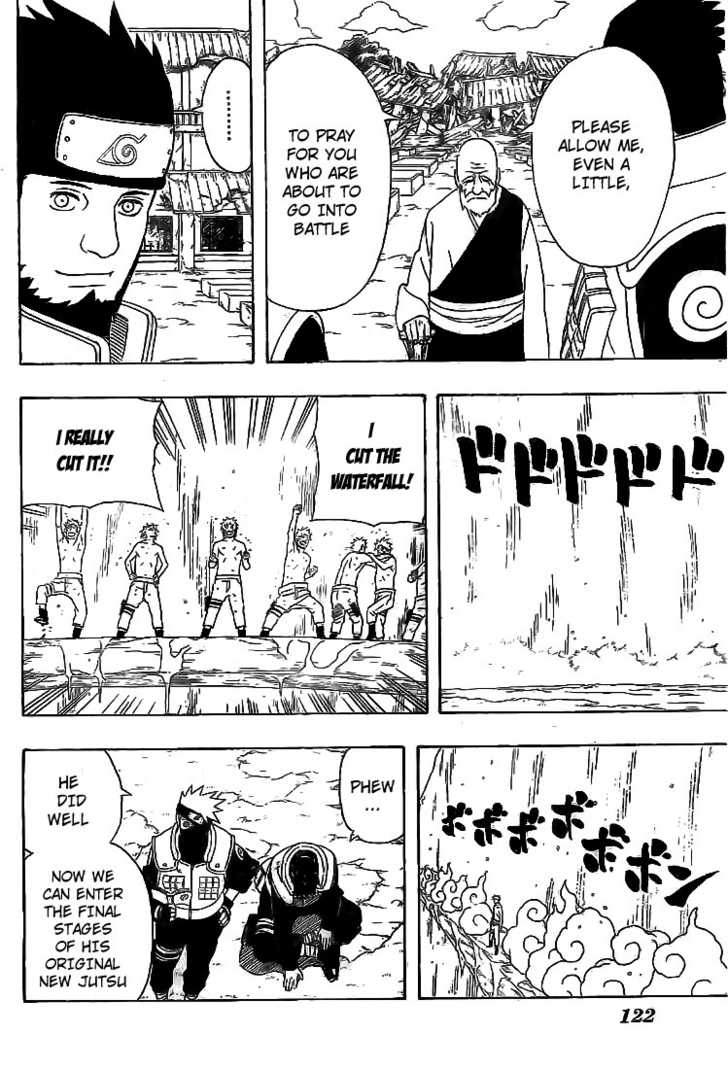 PLEASE
ALLOW ME,
EVEN A
LITTLE,
TO PRAY
FOR YOU
WHO ARE
ABOUT TO
GO INTO
BATTLE
........
ドドドドドド
I
CUT THE
WATERFALL!
I REALLY
CUT IT!!
ボボボボボボン
PHEW
...
HE
DID
WELL
NOW WE
CAN ENTER
THE FINAL
STAGES
OF HIS
ORIGINAL
NEW JUTSU
122